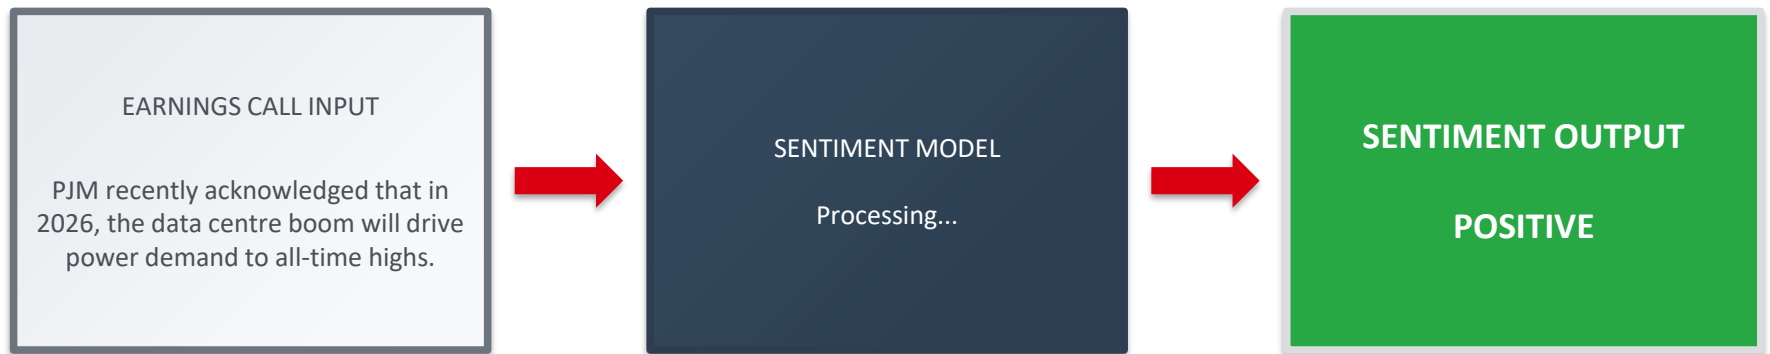 EARNINGS CALL INPUT
PJM recently acknowledged that in
2026, the data centre boom will drive
power demand to all-time highs.
SENTIMENT MODEL
Processing...
SENTIMENT OUTPUT
POSITIVE